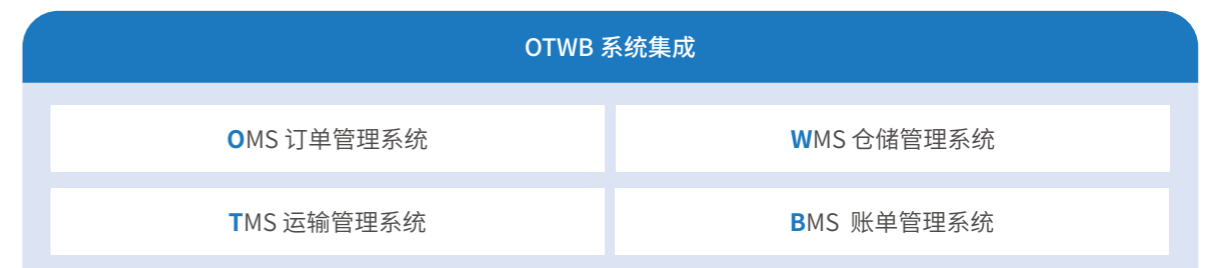 OTWB 系统集成
OMS 订单管理系统
WMS 仓储管理系统
TMS 运输管理系统
BMS 账单管理系统